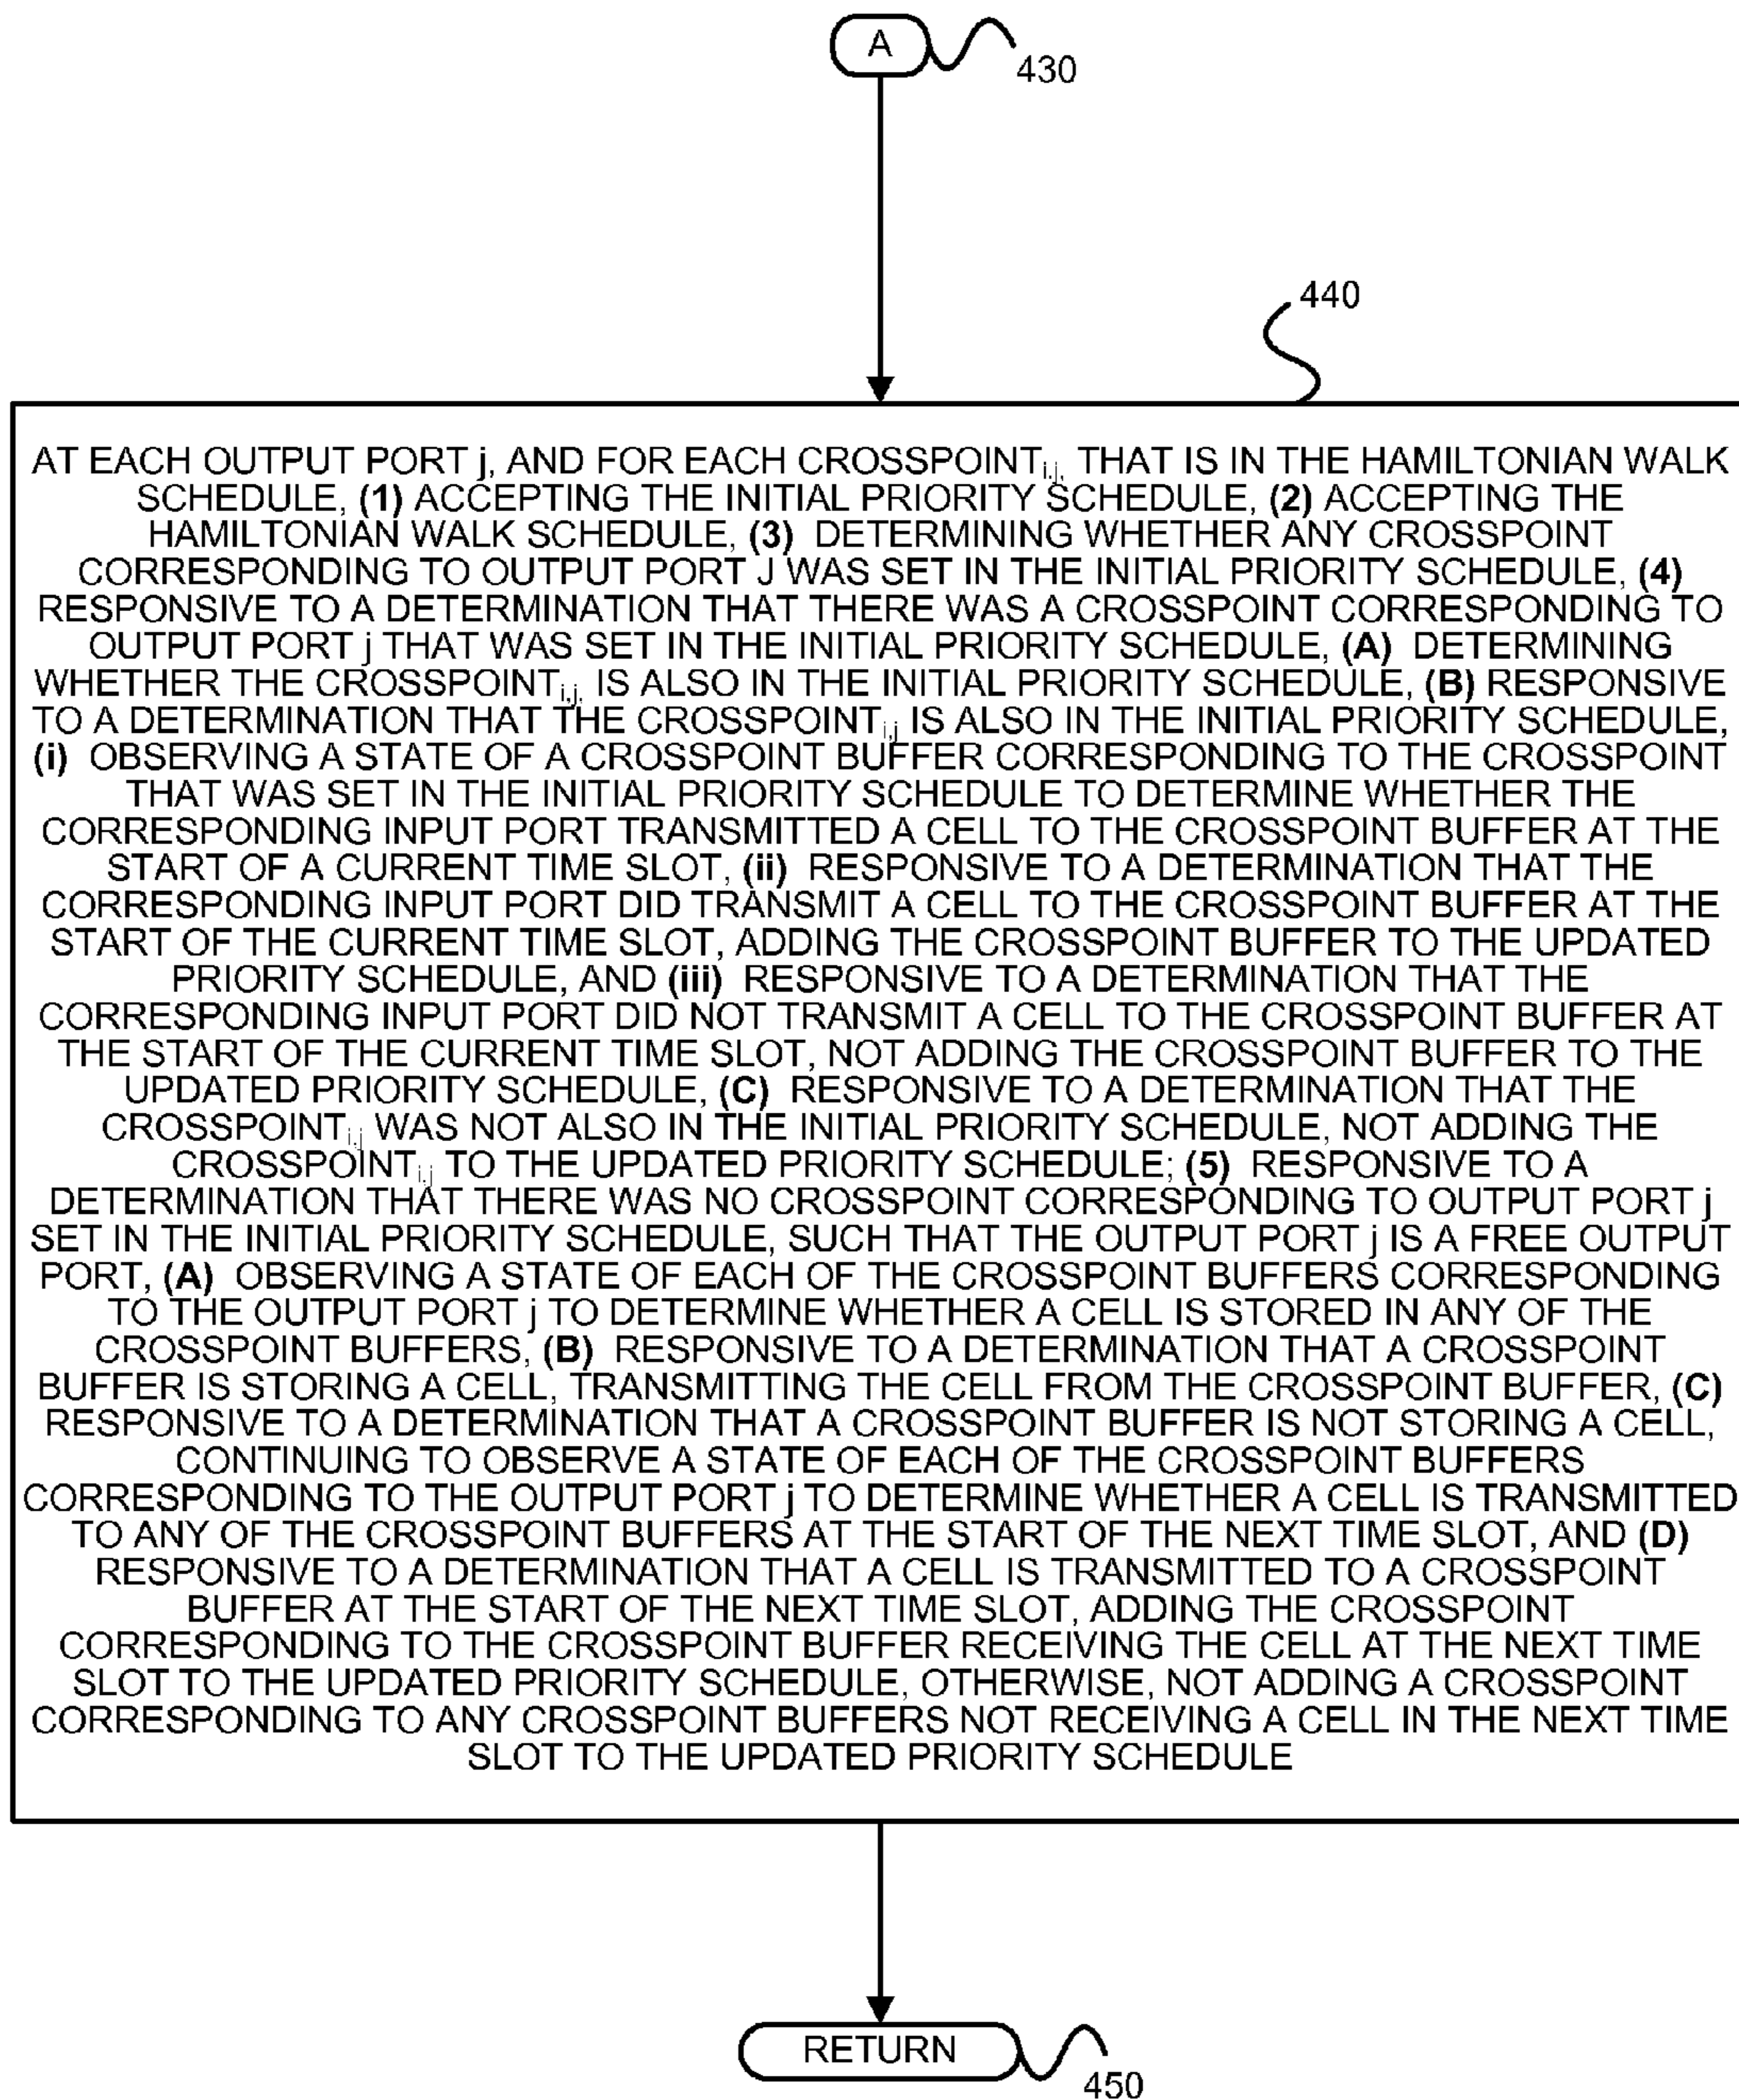 A
430
440
AT EACH OUTPUT PORT j, AND FOR EACH CROSSPOINTi,j, THAT IS IN THE HAMILTONIAN WALK
SCHEDULE, (1) ACCEPTING THE INITIAL PRIORITY SCHEDULE, (2) ACCEPTING THE
HAMILTONIAN WALK SCHEDULE, (3) DETERMINING WHETHER ANY CROSSPOINT
CORRESPONDING TO OUTPUT PORT J WAS SET IN THE INITIAL PRIORITY SCHEDULE, (4)
RESPONSIVE TO A DETERMINATION THAT THERE WAS A CROSSPOINT CORRESPONDING TO
OUTPUT PORT j THAT WAS SET IN THE INITIAL PRIORITY SCHEDULE, (A) DETERMINING
WHETHER THE CROSSPOINTi,j, IS ALSO IN THE INITIAL PRIORITY SCHEDULE, (B) RESPONSIVE
TO A DETERMINATION THAT THE CROSSPOINTi,j IS ALSO IN THE INITIAL PRIORITY SCHEDULE,
(i) OBSERVING A STATE OF A CROSSPOINT BUFFER CORRESPONDING TO THE CROSSPOINT
THAT WAS SET IN THE INITIAL PRIORITY SCHEDULE TO DETERMINE WHETHER THE
CORRESPONDING INPUT PORT TRANSMITTED A CELL TO THE CROSSPOINT BUFFER AT THE
START OF A CURRENT TIME SLOT, (ii) RESPONSIVE TO A DETERMINATION THAT THE
CORRESPONDING INPUT PORT DID TRANSMIT A CELL TO THE CROSSPOINT BUFFER AT THE
START OF THE CURRENT TIME SLOT, ADDING THE CROSSPOINT BUFFER TO THE UPDATED
PRIORITY SCHEDULE, AND (iii) RESPONSIVE TO A DETERMINATION THAT THE
CORRESPONDING INPUT PORT DID NOT TRANSMIT A CELL TO THE CROSSPOINT BUFFER AT
THE START OF THE CURRENT TIME SLOT, NOT ADDING THE CROSSPOINT BUFFER TO THE
UPDATED PRIORITY SCHEDULE, (C) RESPONSIVE TO A DETERMINATION THAT THE
CROSSPOINTi,j WAS NOT ALSO IN THE INITIAL PRIORITY SCHEDULE, NOT ADDING THE
CROSSPOINTi,j TO THE UPDATED PRIORITY SCHEDULE; (5) RESPONSIVE TO A
DETERMINATION THAT THERE WAS NO CROSSPOINT CORRESPONDING TO OUTPUT PORT j
SET IN THE INITIAL PRIORITY SCHEDULE, SUCH THAT THE OUTPUT PORT j IS A FREE OUTPUT
PORT, (A) OBSERVING A STATE OF EACH OF THE CROSSPOINT BUFFERS CORRESPONDING
TO THE OUTPUT PORT j TO DETERMINE WHETHER A CELL IS STORED IN ANY OF THE
CROSSPOINT BUFFERS, (B) RESPONSIVE TO A DETERMINATION THAT A CROSSPOINT
BUFFER IS STORING A CELL, TRANSMITTING THE CELL FROM THE CROSSPOINT BUFFER, (C)
RESPONSIVE TO A DETERMINATION THAT A CROSSPOINT BUFFER IS NOT STORING A CELL,
CONTINUING TO OBSERVE A STATE OF EACH OF THE CROSSPOINT BUFFERS
CORRESPONDING TO THE OUTPUT PORT j TO DETERMINE WHETHER A CELL IS TRANSMITTED
TO ANY OF THE CROSSPOINT BUFFERS AT THE START OF THE NEXT TIME SLOT, AND (D)
RESPONSIVE TO A DETERMINATION THAT A CELL IS TRANSMITTED TO A CROSSPOINT
BUFFER AT THE START OF THE NEXT TIME SLOT, ADDING THE CROSSPOINT
CORRESPONDING TO THE CROSSPOINT BUFFER RECEIVING THE CELL AT THE NEXT TIME
SLOT TO THE UPDATED PRIORITY SCHEDULE, OTHERWISE, NOT ADDING A CROSSPOINT
CORRESPONDING TO ANY CROSSPOINT BUFFERS NOT RECEIVING A CELL IN THE NEXT TIME
SLOT TO THE UPDATED PRIORITY SCHEDULE
RETURN
450